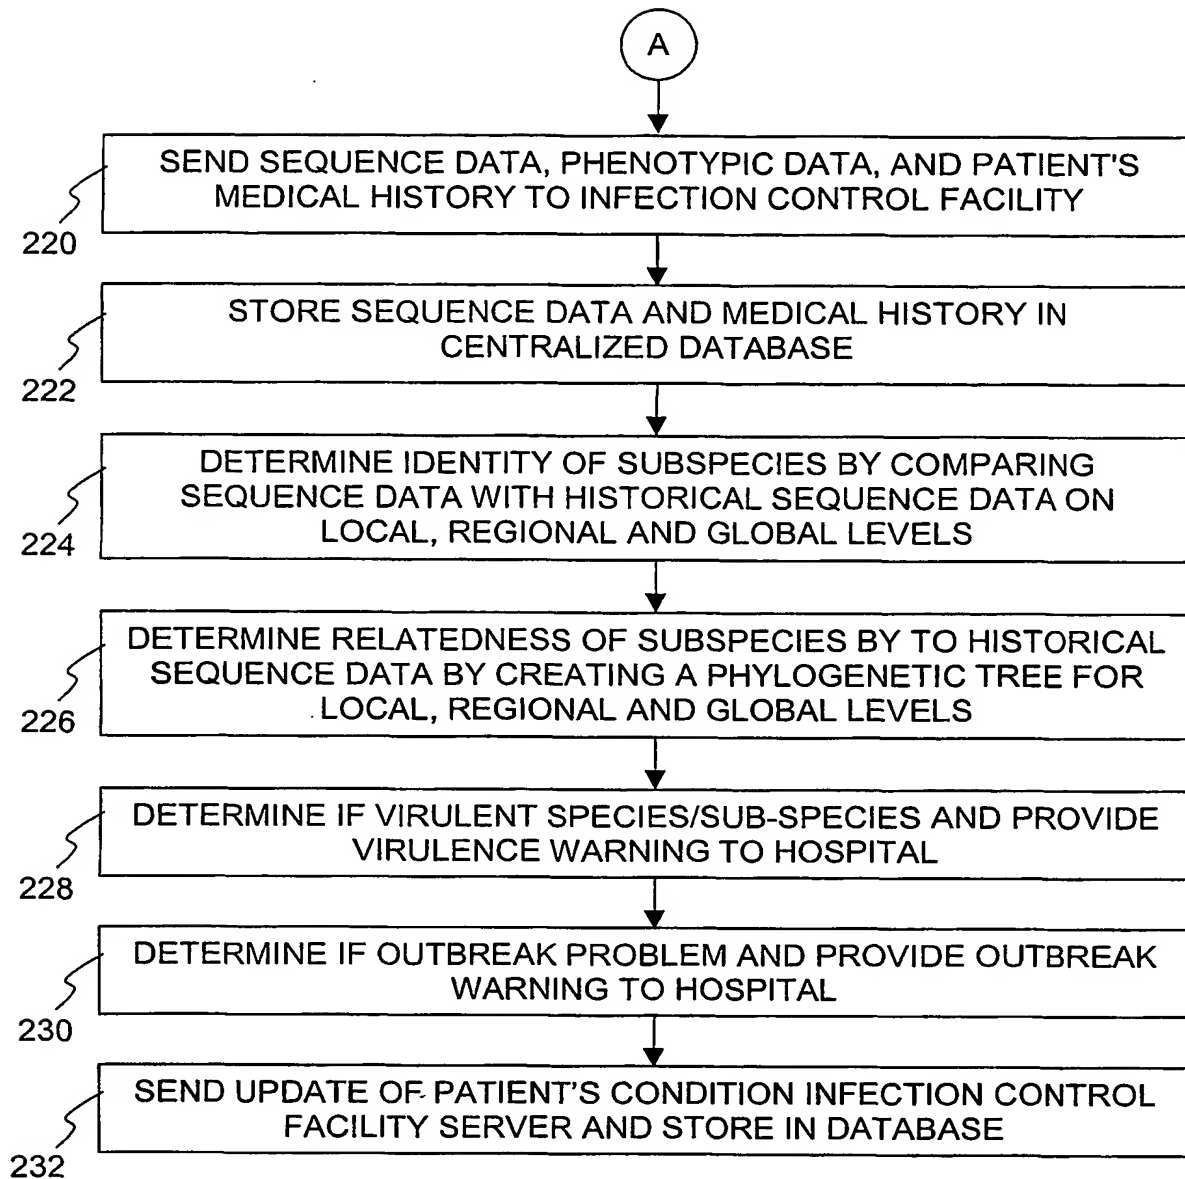 A
SEND SEQUENCE DATA, PHENOTYPIC DATA, AND PATIENT'S
MEDICAL HISTORY TO INFECTION CONTROL FACILITY
220
STORE SEQUENCE DATA AND MEDICAL HISTORY IN
CENTRALIZED DATABASE
222
DETERMINE IDENTITY OF SUBSPECIES BY COMPARING
SEQUENCE DATA WITH HISTORICAL SEQUENCE DATA ON
LOCAL, REGIONAL AND GLOBAL LEVELS
224
DETERMINE RELATEDNESS OF SUBSPECIES BY TO HISTORICAL
SEQUENCE DATA BY CREATING A PHYLOGENETIC TREE FOR
LOCAL, REGIONAL AND GLOBAL LEVELS
226
DETERMINE IF VIRULENT SPECIES/SUB-SPECIES AND PROVIDE
VIRULENCE WARNING TO HOSPITAL
228
DETERMINE IF OUTBREAK PROBLEM AND PROVIDE OUTBREAK
WARNING TO HOSPITAL
230
SEND UPDATE OF PATIENT'S CONDITION INFECTION CONTROL
FACILITY SERVER AND STORE IN DATABASE
232